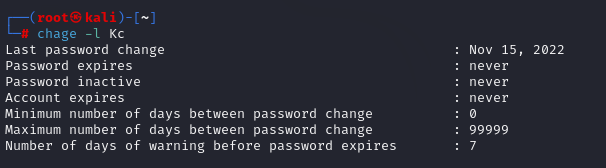 ┌──(root㉿kali)-[~]
└─# chage -l Kc
Last password change : Nov 15, 2022
Password expires : never
Password inactive : never
Account expires : never
Minimum number of days between password change : 0
Maximum number of days between password change : 99999
Number of days of warning before password expires : 7